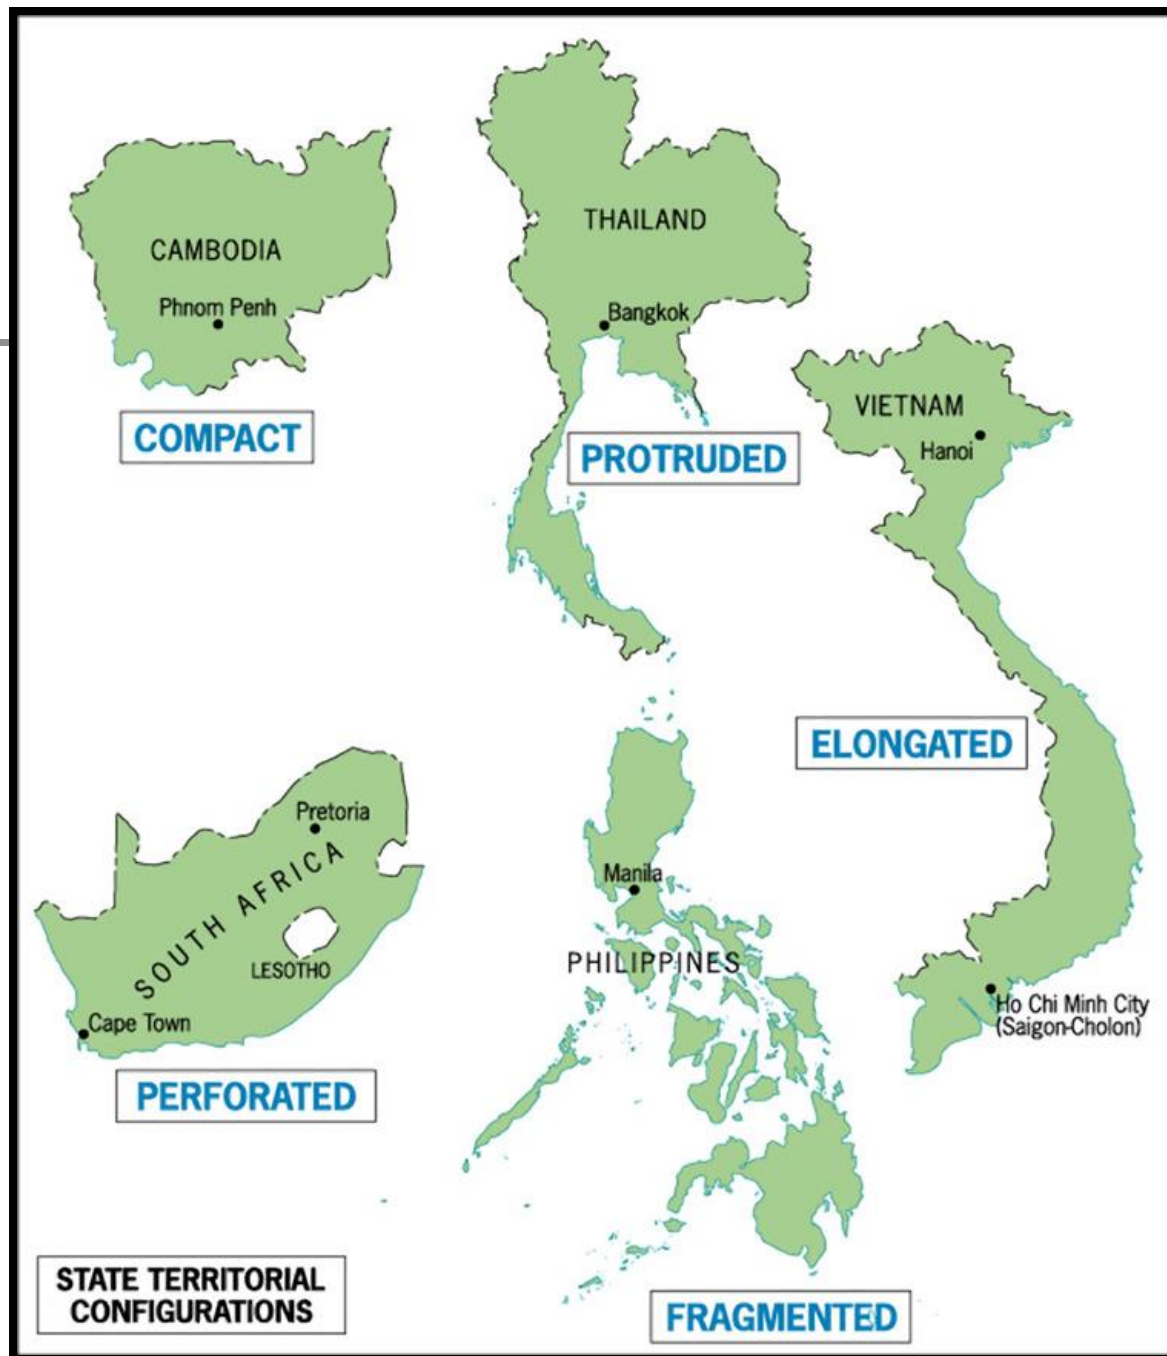 THAILAND
CAMBODIA
Phnom Penh
Bangkok
COMPACT
PROTRUDED
VIETNAM
Hanoi
ELONGATED
Pretoria
SOUTH AFRICA
LESOTHO
Cape Town
PERFORATED
Manila
PHILIPPINES
Ho Chi Minh City
(Saigon-Cholon)
STATE TERRITORIAL
CONFIGURATIONS
FRAGMENTED